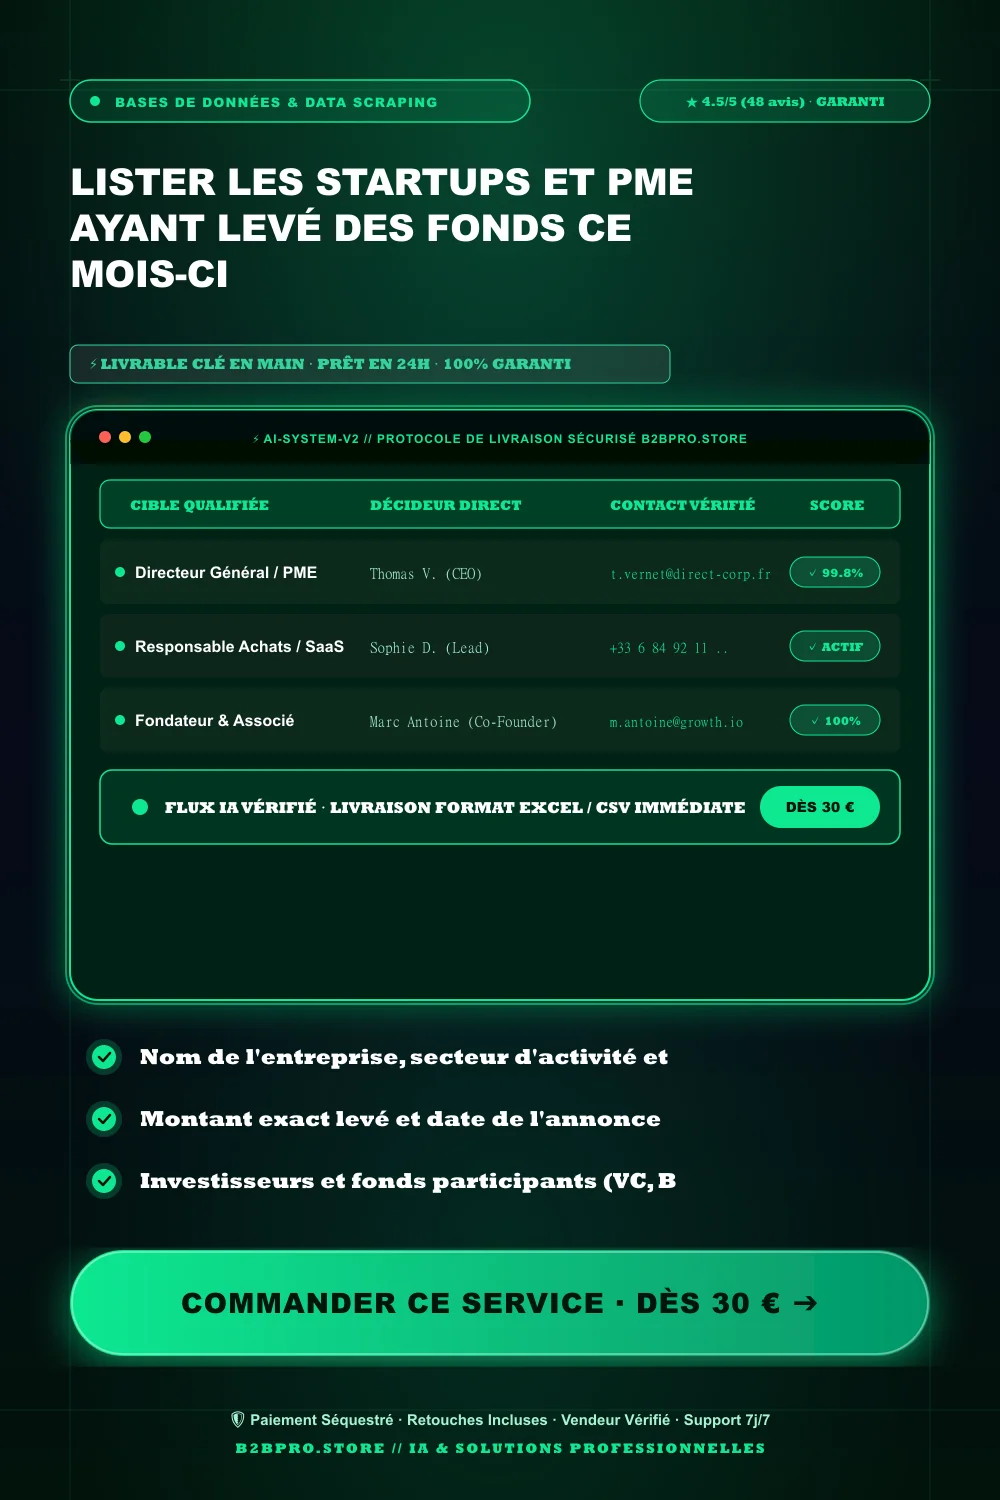 BASES DE DONNÉES & DATA SCRAPING
★ 4.5/5 (48 avis) · GARANTI
LISTER LES STARTUPS ET PME
AYANT LEVÉ DES FONDS CE
MOIS-CI
⚡ LIVRABLE CLÉ EN MAIN · PRÊT EN 24H · 100% GARANTI
⚡ AI-SYSTEM-V2 // PROTOCOLE DE LIVRAISON SÉCURISÉ B2BPRO.STORE
CIBLE QUALIFIÉE DÉCIDEUR DIRECT CONTACT VÉRIFIÉ SCORE
Directeur Général / PME Thomas V. (CEO) t.vernet@direct-corp.fr ✓ 99.8%
Responsable Achats / SaaS Sophie D. (Lead) +33 6 84 92 11 .. ✓ ACTIF
Fondateur & Associé Marc Antoine (Co-Founder) m.antoine@growth.io ✓ 100%
FLUX IA VÉRIFIÉ · LIVRAISON FORMAT EXCEL / CSV IMMÉDIATE DÈS 30 €
Nom de l'entreprise, secteur d'activité et
Montant exact levé et date de l'annonce
Investisseurs et fonds participants (VC, B
COMMANDER CE SERVICE · DÈS 30 € →
🛡 Paiement Séquestré · Retouches Incluses · Vendeur Vérifié · Support 7j/7
B2BPRO.STORE // IA & SOLUTIONS PROFESSIONNELLES